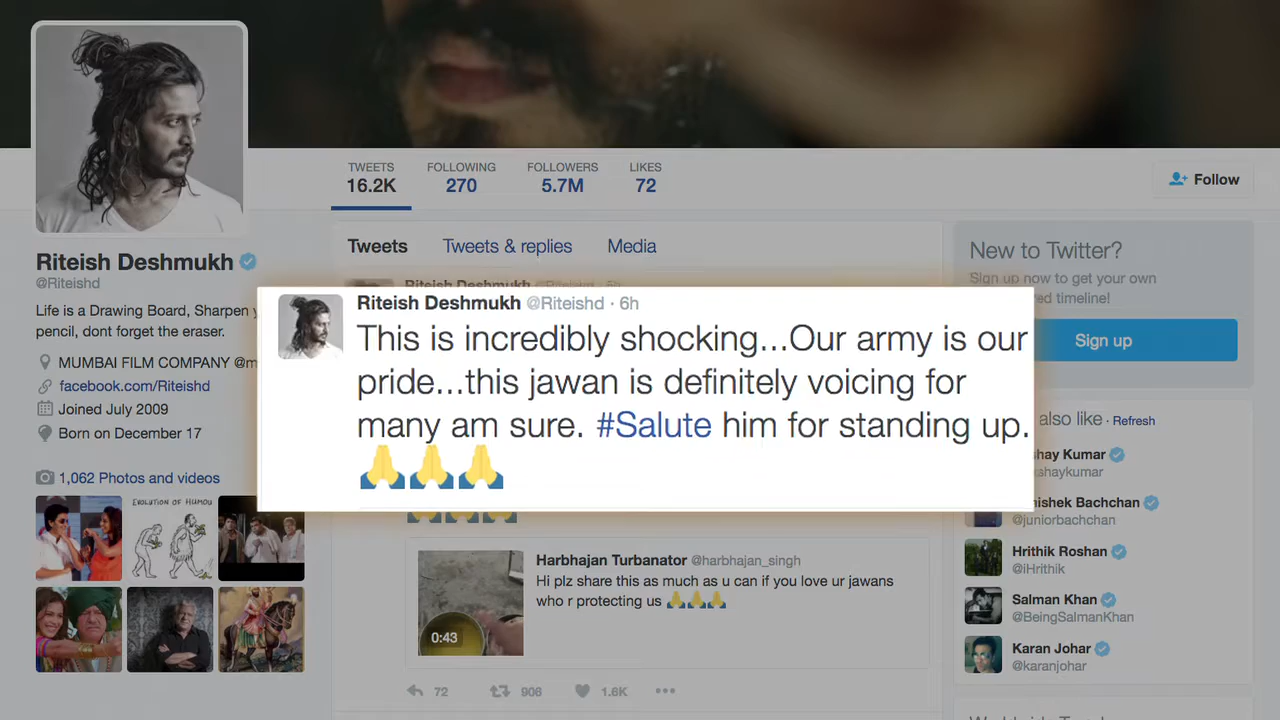 TWEETS
16.2K
FOLLOWING
270
FOLLOWERS
5.7M
LIKES
72
Follow
Riteish Deshmukh
@Riteishd
Life is a Drawing Board, Sharpen
pencil, dont forget the eraser.
MUMBAI FILM COMPANY
facebook.com/Riteishd
Joined July 2009
Born on December 17
1,062 Photos and videos
EVOLUTION OF HUMOU
Tweets Tweets & replies Media
Riteish Deshmukh @Riteishd · 6h
This is incredibly shocking...Our army is our
pride...this jawan is definitely voicing for
many am sure. #Salute him for standing up.
🙏🙏🙏
Harbhajan Turbanator @harbhajan_singh
Hi plz share this as much as u can if you love ur jawans
who r protecting us 🙏🙏🙏
0:43
72 906 1.6K
New to Twitter?
Sign up now to get your own
timeline!
Sign up
also like · Refresh
Kumar
@juniorbachchan
Bachchan
Hrithik Roshan
@iHrithik
Salman Khan
@BeingSalmanKhan
Karan Johar
@karanjohar